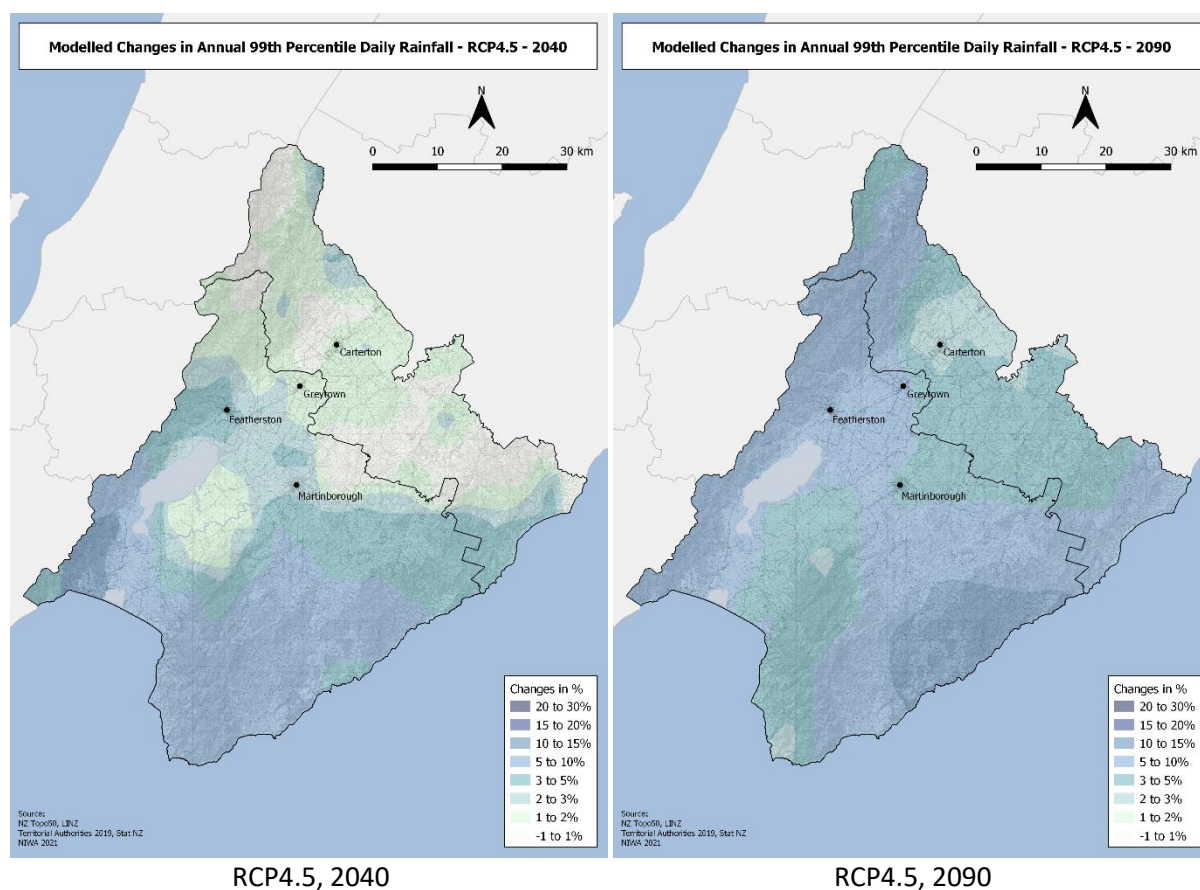 Modelled Changes in Annual 99th Percentile Daily Rainfall - RCP4.5 - 2040
N
0 10 20 30 km
Carterton
Greytown
Featherston
Martinborough
Changes in %
20 to 30%
15 to 20%
10 to 15%
5 to 10%
3 to 5%
2 to 3%
1 to 2%
-1 to 1%
Source:
NZ Topo50, LINZ
Territorial Authorities 2019, Stat NZ
NIWA 2021
RCP4.5, 2040
Modelled Changes in Annual 99th Percentile Daily Rainfall - RCP4.5 - 2090
N
0 10 20 30 km
Carterton
Greytown
Featherston
Martinborough
Changes in %
20 to 30%
15 to 20%
10 to 15%
5 to 10%
3 to 5%
2 to 3%
1 to 2%
-1 to 1%
Source:
NZ Topo50, LINZ
Territorial Authorities 2019, Stat NZ
NIWA 2021
RCP4.5, 2090